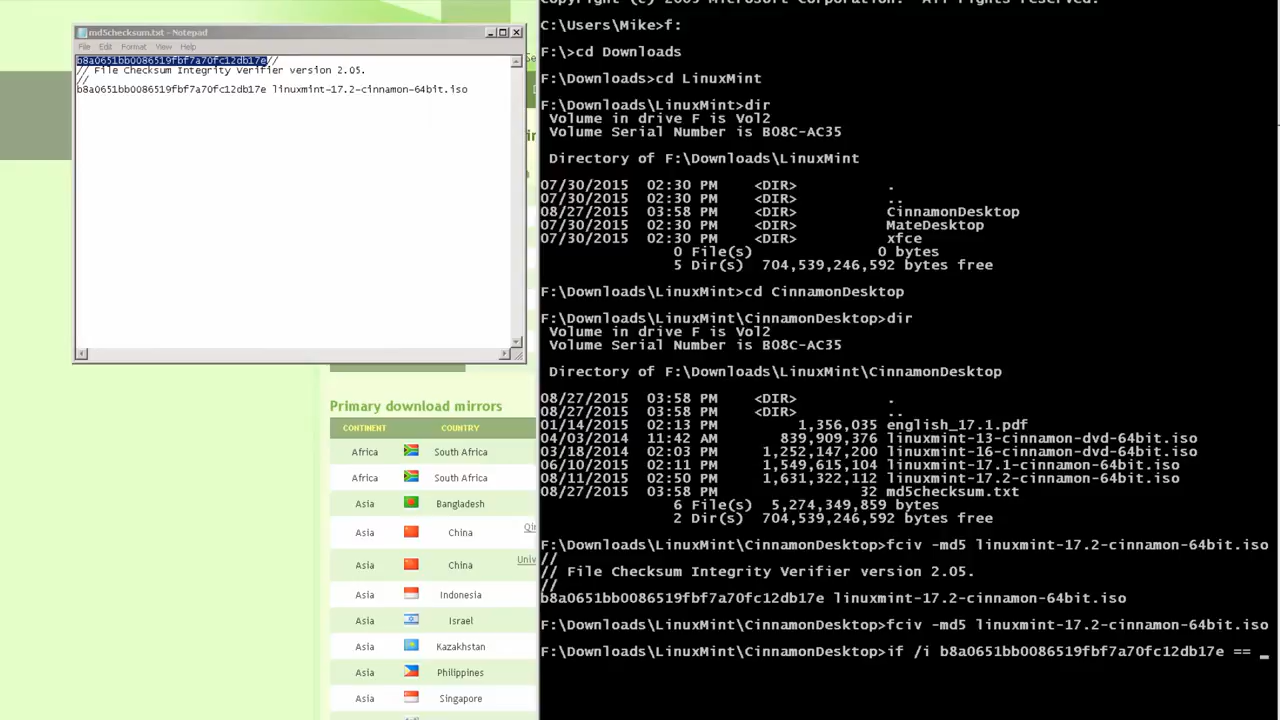 md5checksum.txt - Notepad
File Edit Format View Help
b8a0651bb0086519fbf7a70fc12db17e//
// File Checksum Integrity Verifier version 2.05.
//
b8a0651bb0086519fbf7a70fc12db17e linuxmint-17.2-cinnamon-64bit.iso
Primary download mirrors
CONTINENT COUNTRY
Africa South Africa
Africa South Africa
Asia Bangladesh
Asia China
Asia China Univ
Asia Indonesia
Asia Israel
Asia Kazakhstan
Asia Philippines
Asia Singapore
C:\Users\Mike>f:
F:\>cd Downloads
F:\Downloads>cd LinuxMint
F:\Downloads\LinuxMint>dir
Volume in drive F is Vol2
Volume Serial Number is B08C-AC35
Directory of F:\Downloads\LinuxMint
07/30/2015 02:30 PM <DIR> .
07/30/2015 02:30 PM <DIR> ..
08/27/2015 03:58 PM <DIR> CinnamonDesktop
07/30/2015 02:30 PM <DIR> MateDesktop
07/30/2015 02:30 PM <DIR> xfce
0 File(s) 0 bytes
5 Dir(s) 704,539,246,592 bytes free
F:\Downloads\LinuxMint>cd CinnamonDesktop
F:\Downloads\LinuxMint\CinnamonDesktop>dir
Volume in drive F is Vol2
Volume Serial Number is B08C-AC35
Directory of F:\Downloads\LinuxMint\CinnamonDesktop
08/27/2015 03:58 PM <DIR> .
08/27/2015 03:58 PM <DIR> ..
01/14/2015 02:13 PM 1,356,035 english_17.1.pdf
04/03/2014 11:42 AM 839,909,376 linuxmint-13-cinnamon-dvd-64bit.iso
03/18/2014 02:03 PM 1,252,147,200 linuxmint-16-cinnamon-dvd-64bit.iso
06/10/2015 02:11 PM 1,549,615,104 linuxmint-17.1-cinnamon-64bit.iso
08/11/2015 02:50 PM 1,631,322,112 linuxmint-17.2-cinnamon-64bit.iso
08/27/2015 03:58 PM 32 md5checksum.txt
6 File(s) 5,274,349,859 bytes
2 Dir(s) 704,539,246,592 bytes free
F:\Downloads\LinuxMint\CinnamonDesktop>fciv -md5 linuxmint-17.2-cinnamon-64bit.iso
//
// File Checksum Integrity Verifier version 2.05.
//
b8a0651bb0086519fbf7a70fc12db17e linuxmint-17.2-cinnamon-64bit.iso
F:\Downloads\LinuxMint\CinnamonDesktop>fciv -md5 linuxmint-17.2-cinnamon-64bit.iso
F:\Downloads\LinuxMint\CinnamonDesktop>if /i b8a0651bb0086519fbf7a70fc12db17e == _